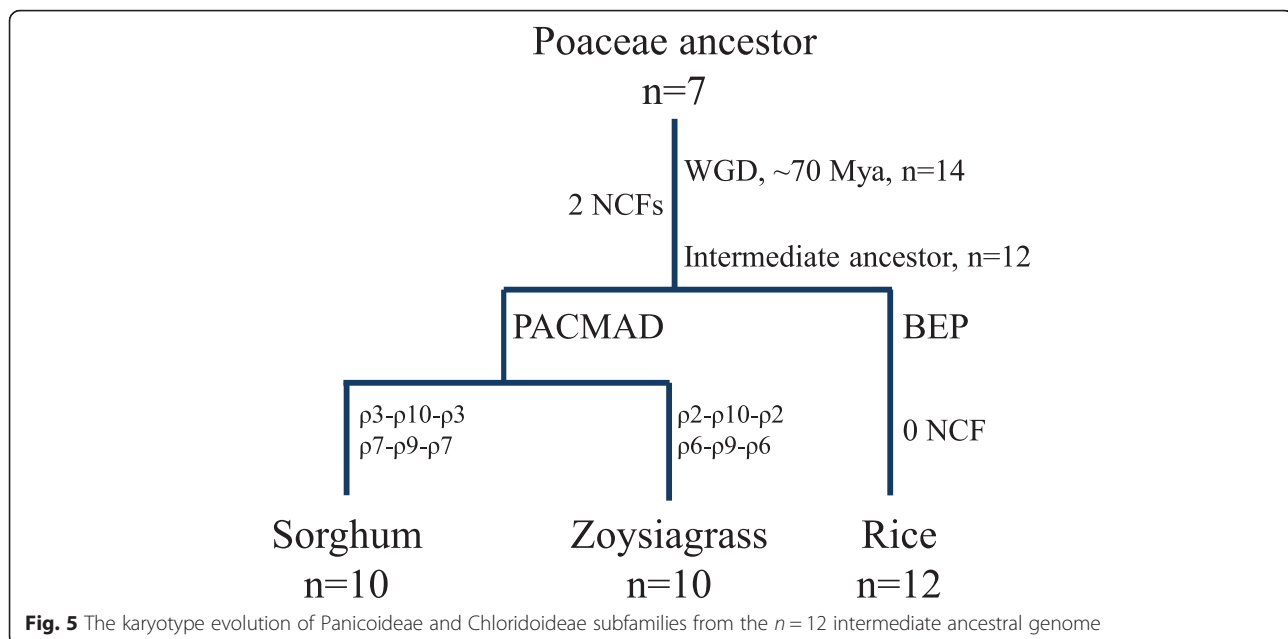 Poaceae ancestor
n=7
WGD, ~70 Mya, n=14
2 NCFs
Intermediate ancestor, n=12
PACMAD
BEP
ρ3-ρ10-ρ3
ρ7-ρ9-ρ7
ρ2-ρ10-ρ2
ρ6-ρ9-ρ6
0 NCF
Sorghum
n=10
Zoysiagrass
n=10
Rice
n=12
Fig. 5 The karyotype evolution of Panicoideae and Chloridoideae subfamilies from the n = 12 intermediate ancestral genome